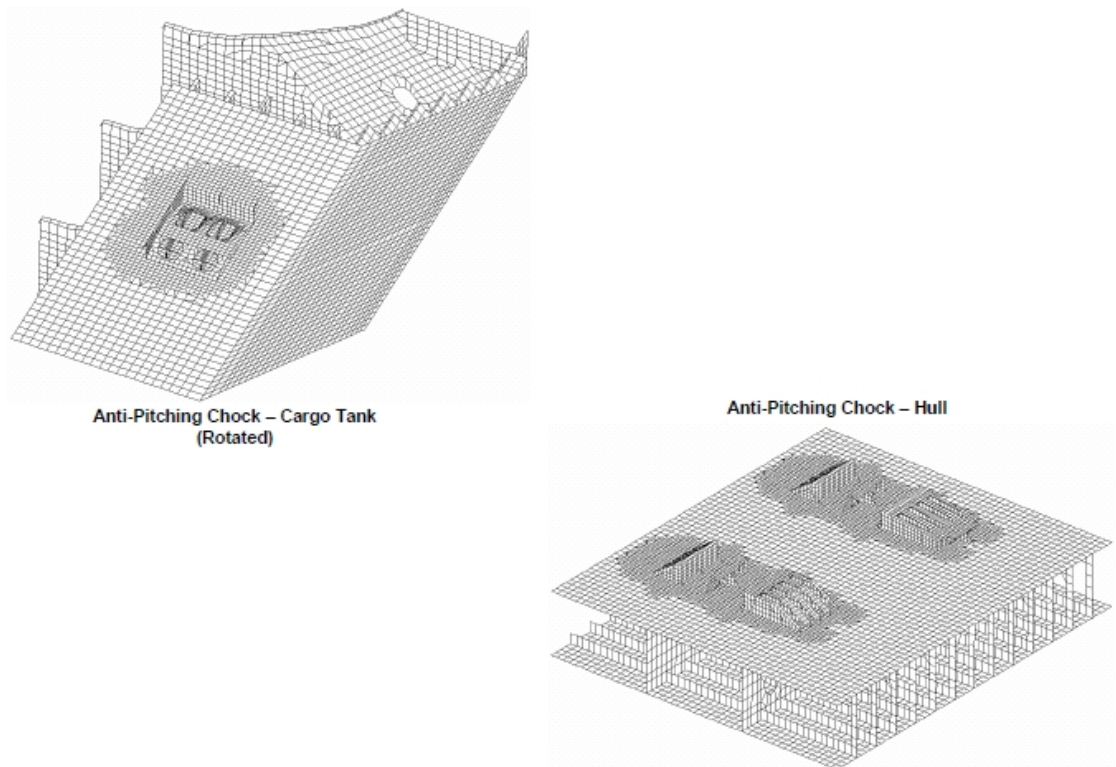 Anti-Pitching Chock – Cargo Tank
(Rotated)
Anti-Pitching Chock – Hull